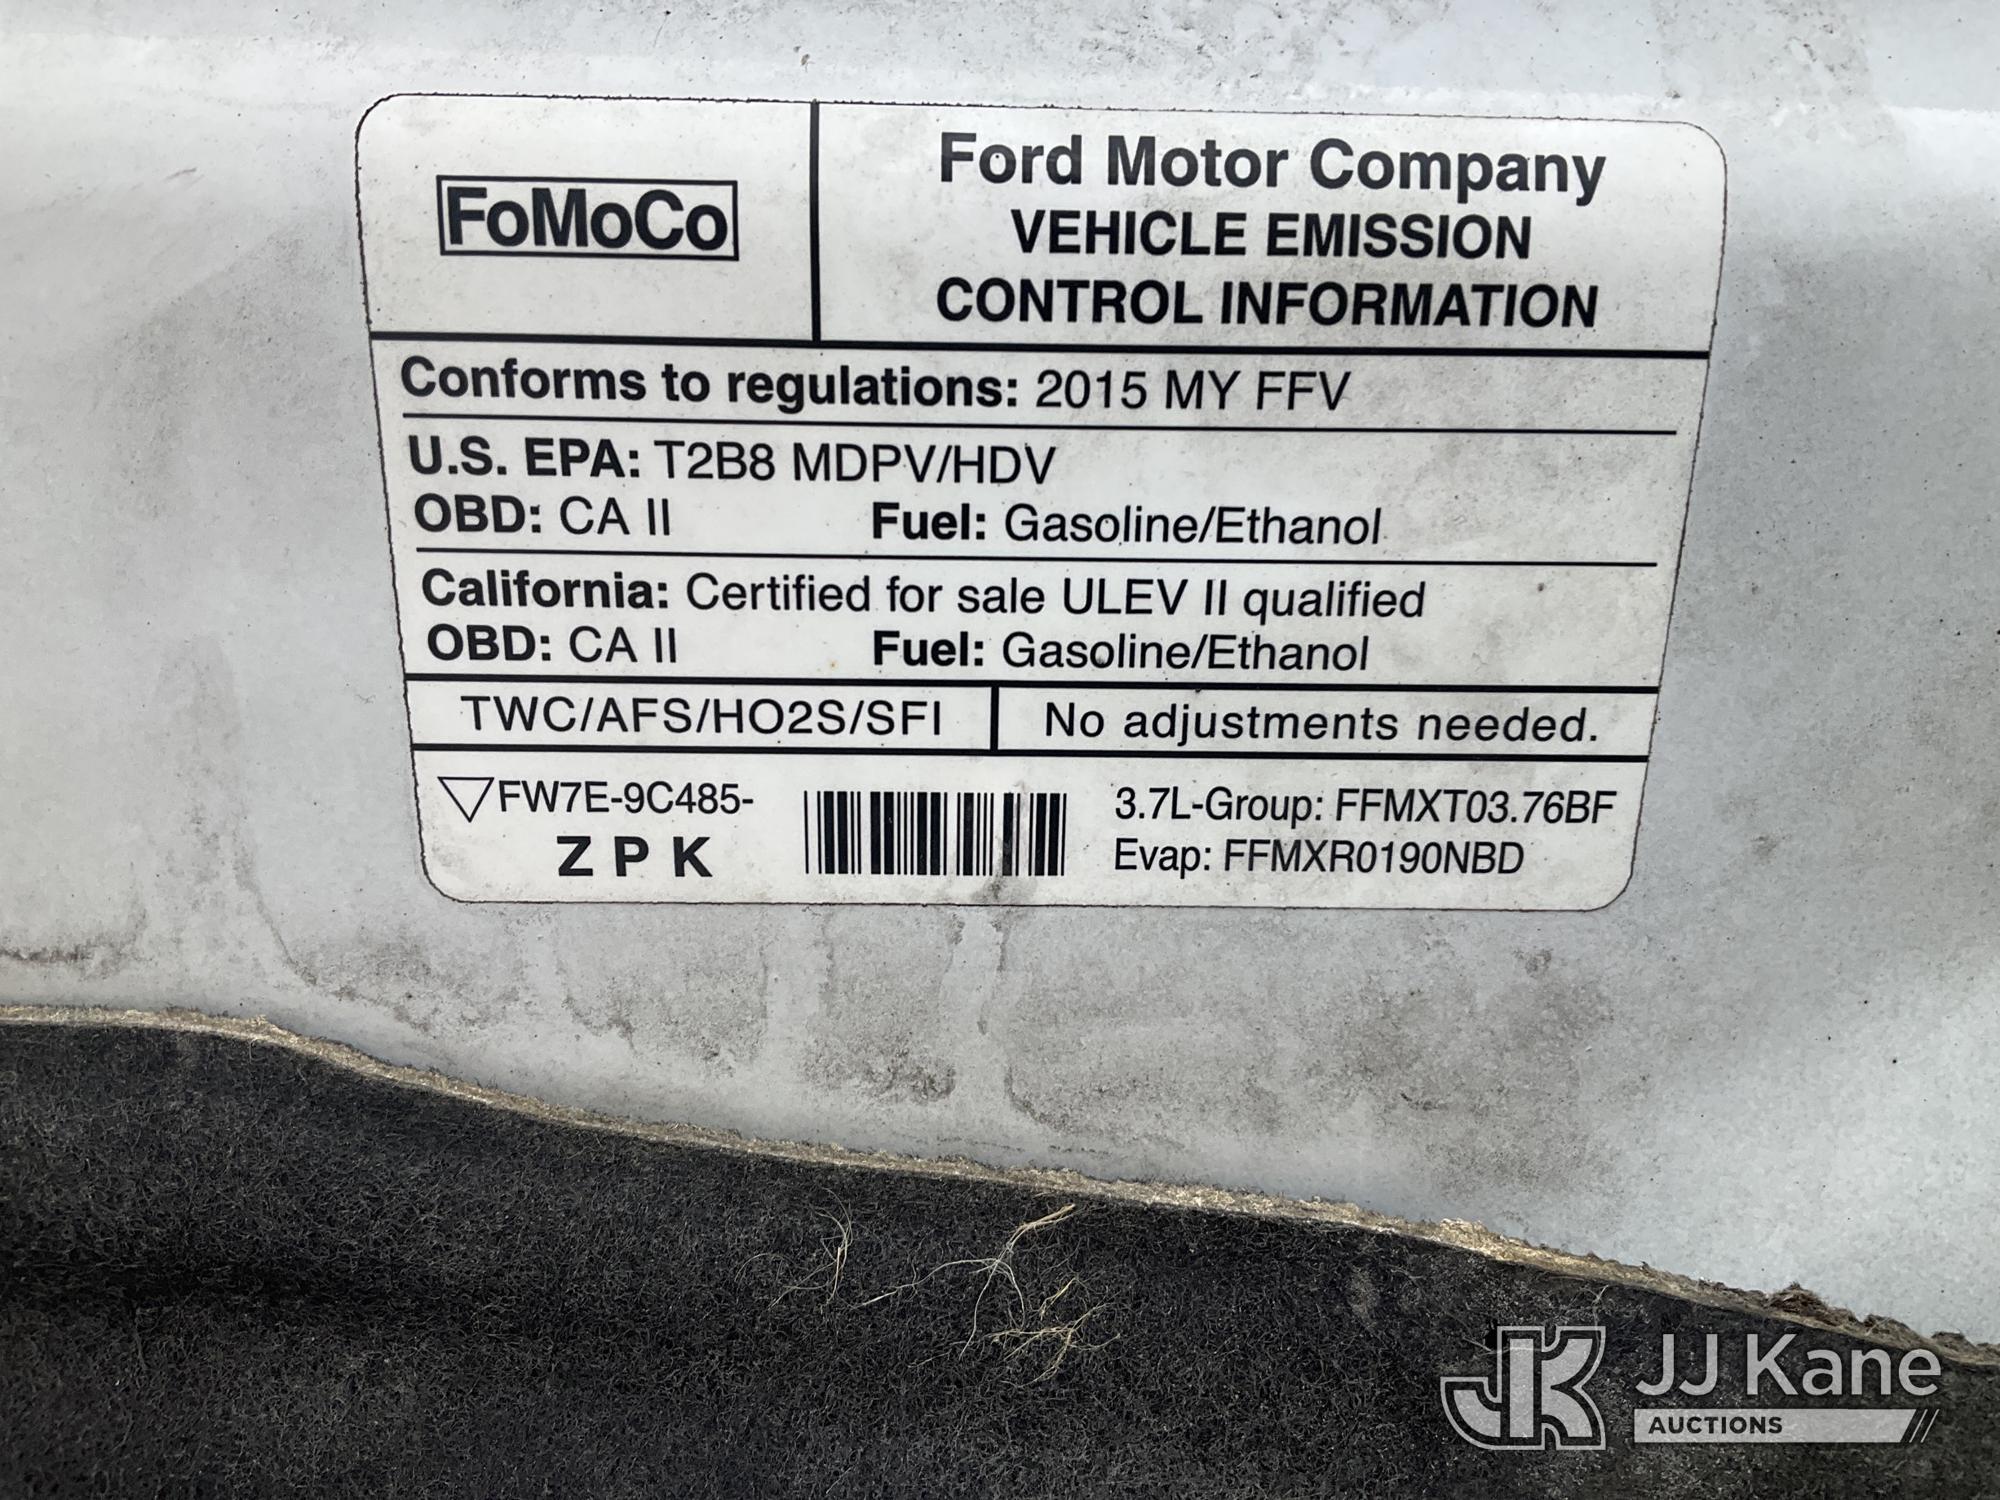 FoMoCo
Ford Motor Company
VEHICLE EMISSION
CONTROL INFORMATION
Conforms to regulations: 2015 MY FFV
U.S. EPA: T2B8 MDPV/HDV
OBD: CA II Fuel: Gasoline/Ethanol
California: Certified for sale ULEV II qualified
OBD: CA II Fuel: Gasoline/Ethanol
TWC/AFS/HO2S/SFI
No adjustments needed.
FW7E-9C485-
Z P K
3.7L-Group: FFMXT03.76BF
Evap: FFMXR0190NBD
JK JJ Kane
AUCTIONS